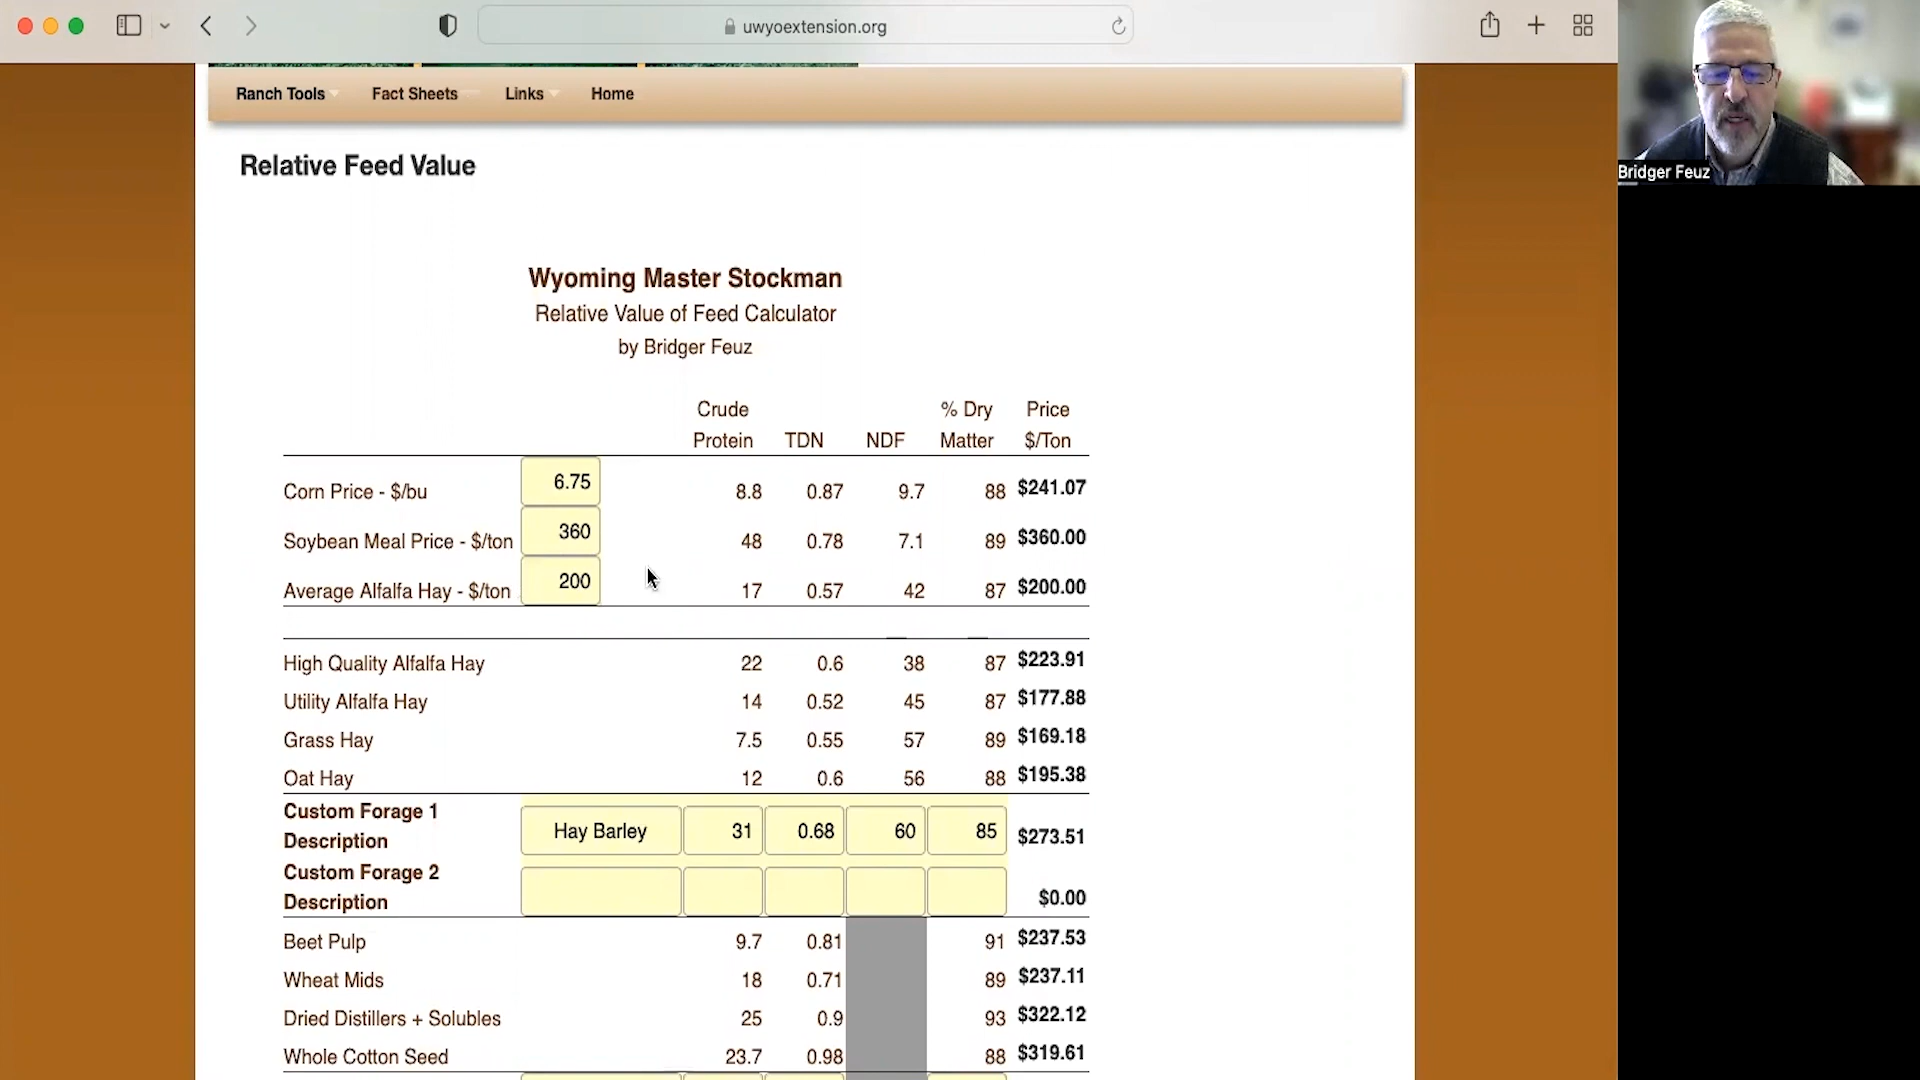 uwyoextension.org
Bridger Feuz
Ranch Tools Fact Sheets Links Home
Relative Feed Value
Wyoming Master Stockman
Relative Value of Feed Calculator
by Bridger Feuz
Crude % Dry Price
Protein TDN NDF Matter $/Ton
Corn Price - $/bu 6.75 8.8 0.87 9.7 88 $241.07
Soybean Meal Price - $/ton 360 48 0.78 7.1 89 $360.00
Average Alfalfa Hay - $/ton 200 17 0.57 42 87 $200.00
High Quality Alfalfa Hay 22 0.6 38 87 $223.91
Utility Alfalfa Hay 14 0.52 45 87 $177.88
Grass Hay 7.5 0.55 57 89 $169.18
Oat Hay 12 0.6 56 88 $195.38
Custom Forage 1
Description Hay Barley 31 0.68 60 85 $273.51
Custom Forage 2
Description $0.00
Beet Pulp 9.7 0.81 91 $237.53
Wheat Mids 18 0.71 89 $237.11
Dried Distillers + Solubles 25 0.9 93 $322.12
Whole Cotton Seed 23.7 0.98 88 $319.61